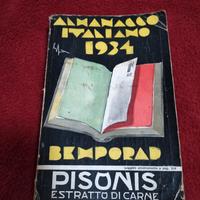 ALMANACCO
ITALIANO
1934
BEMPORAD
PISONIS
ESTRATTO DI CARNE